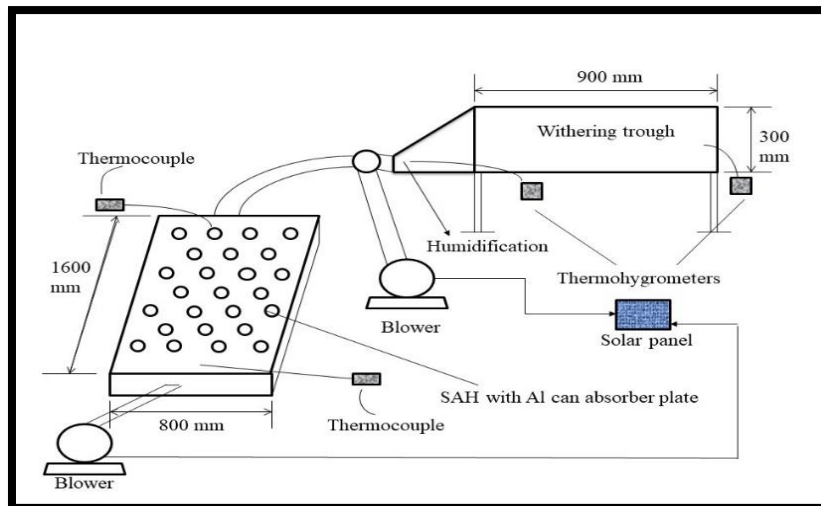 900 mm
Withering trough
300
mm
Thermocouple
Humidification
1600
mm
Thermohygrometers
Blower
Solar panel
SAH with Al can absorber plate
800 mm
Thermocouple
Blower